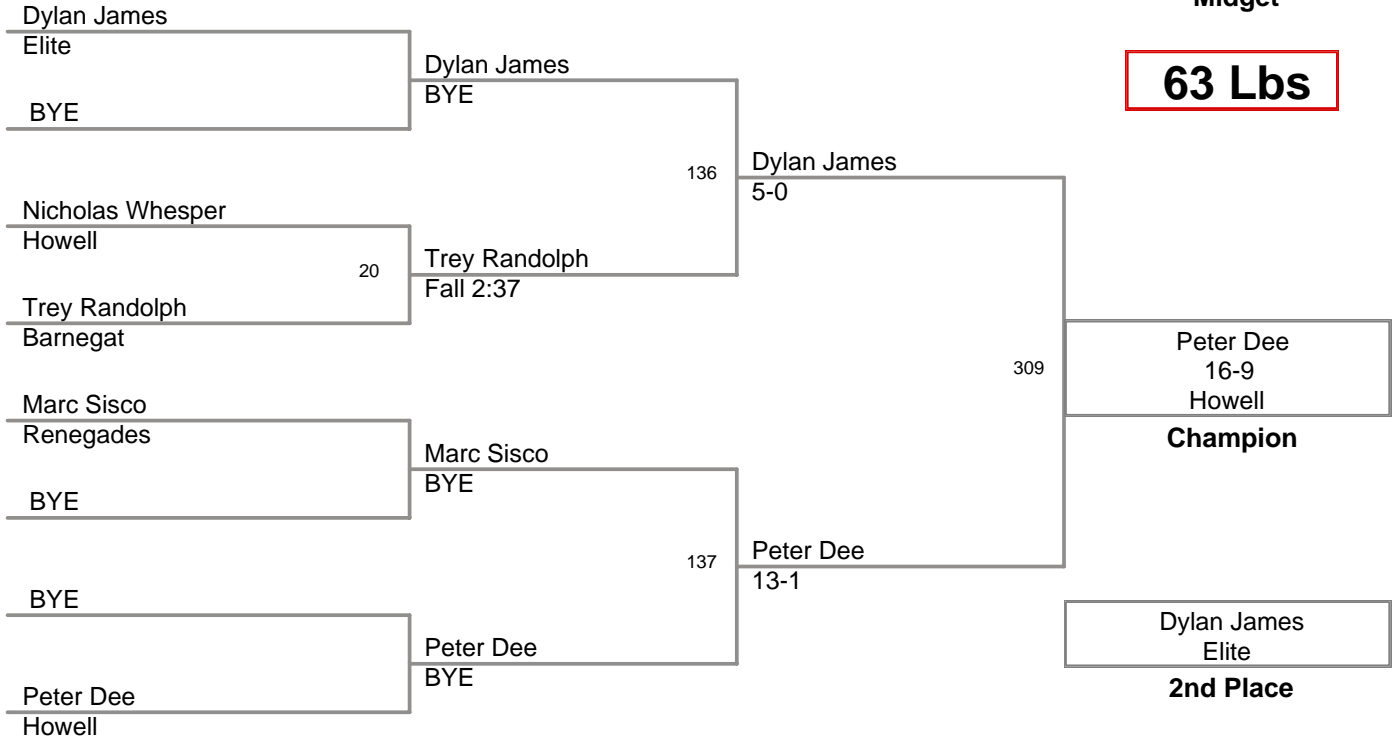 Midget
63 Lbs
Dylan James
Elite
BYE
Nicholas Whesper
Howell
20
Trey Randolph
Barnegat
Marc Sisco
Renegades
BYE
BYE
Peter Dee
Howell
Dylan James
BYE
136
Trey Randolph
Fall 2:37
Marc Sisco
BYE
137
Peter Dee
BYE
Dylan James
5-0
309
Peter Dee
13-1
Peter Dee
16-9
Howell
Champion
Dylan James
Elite
2nd Place